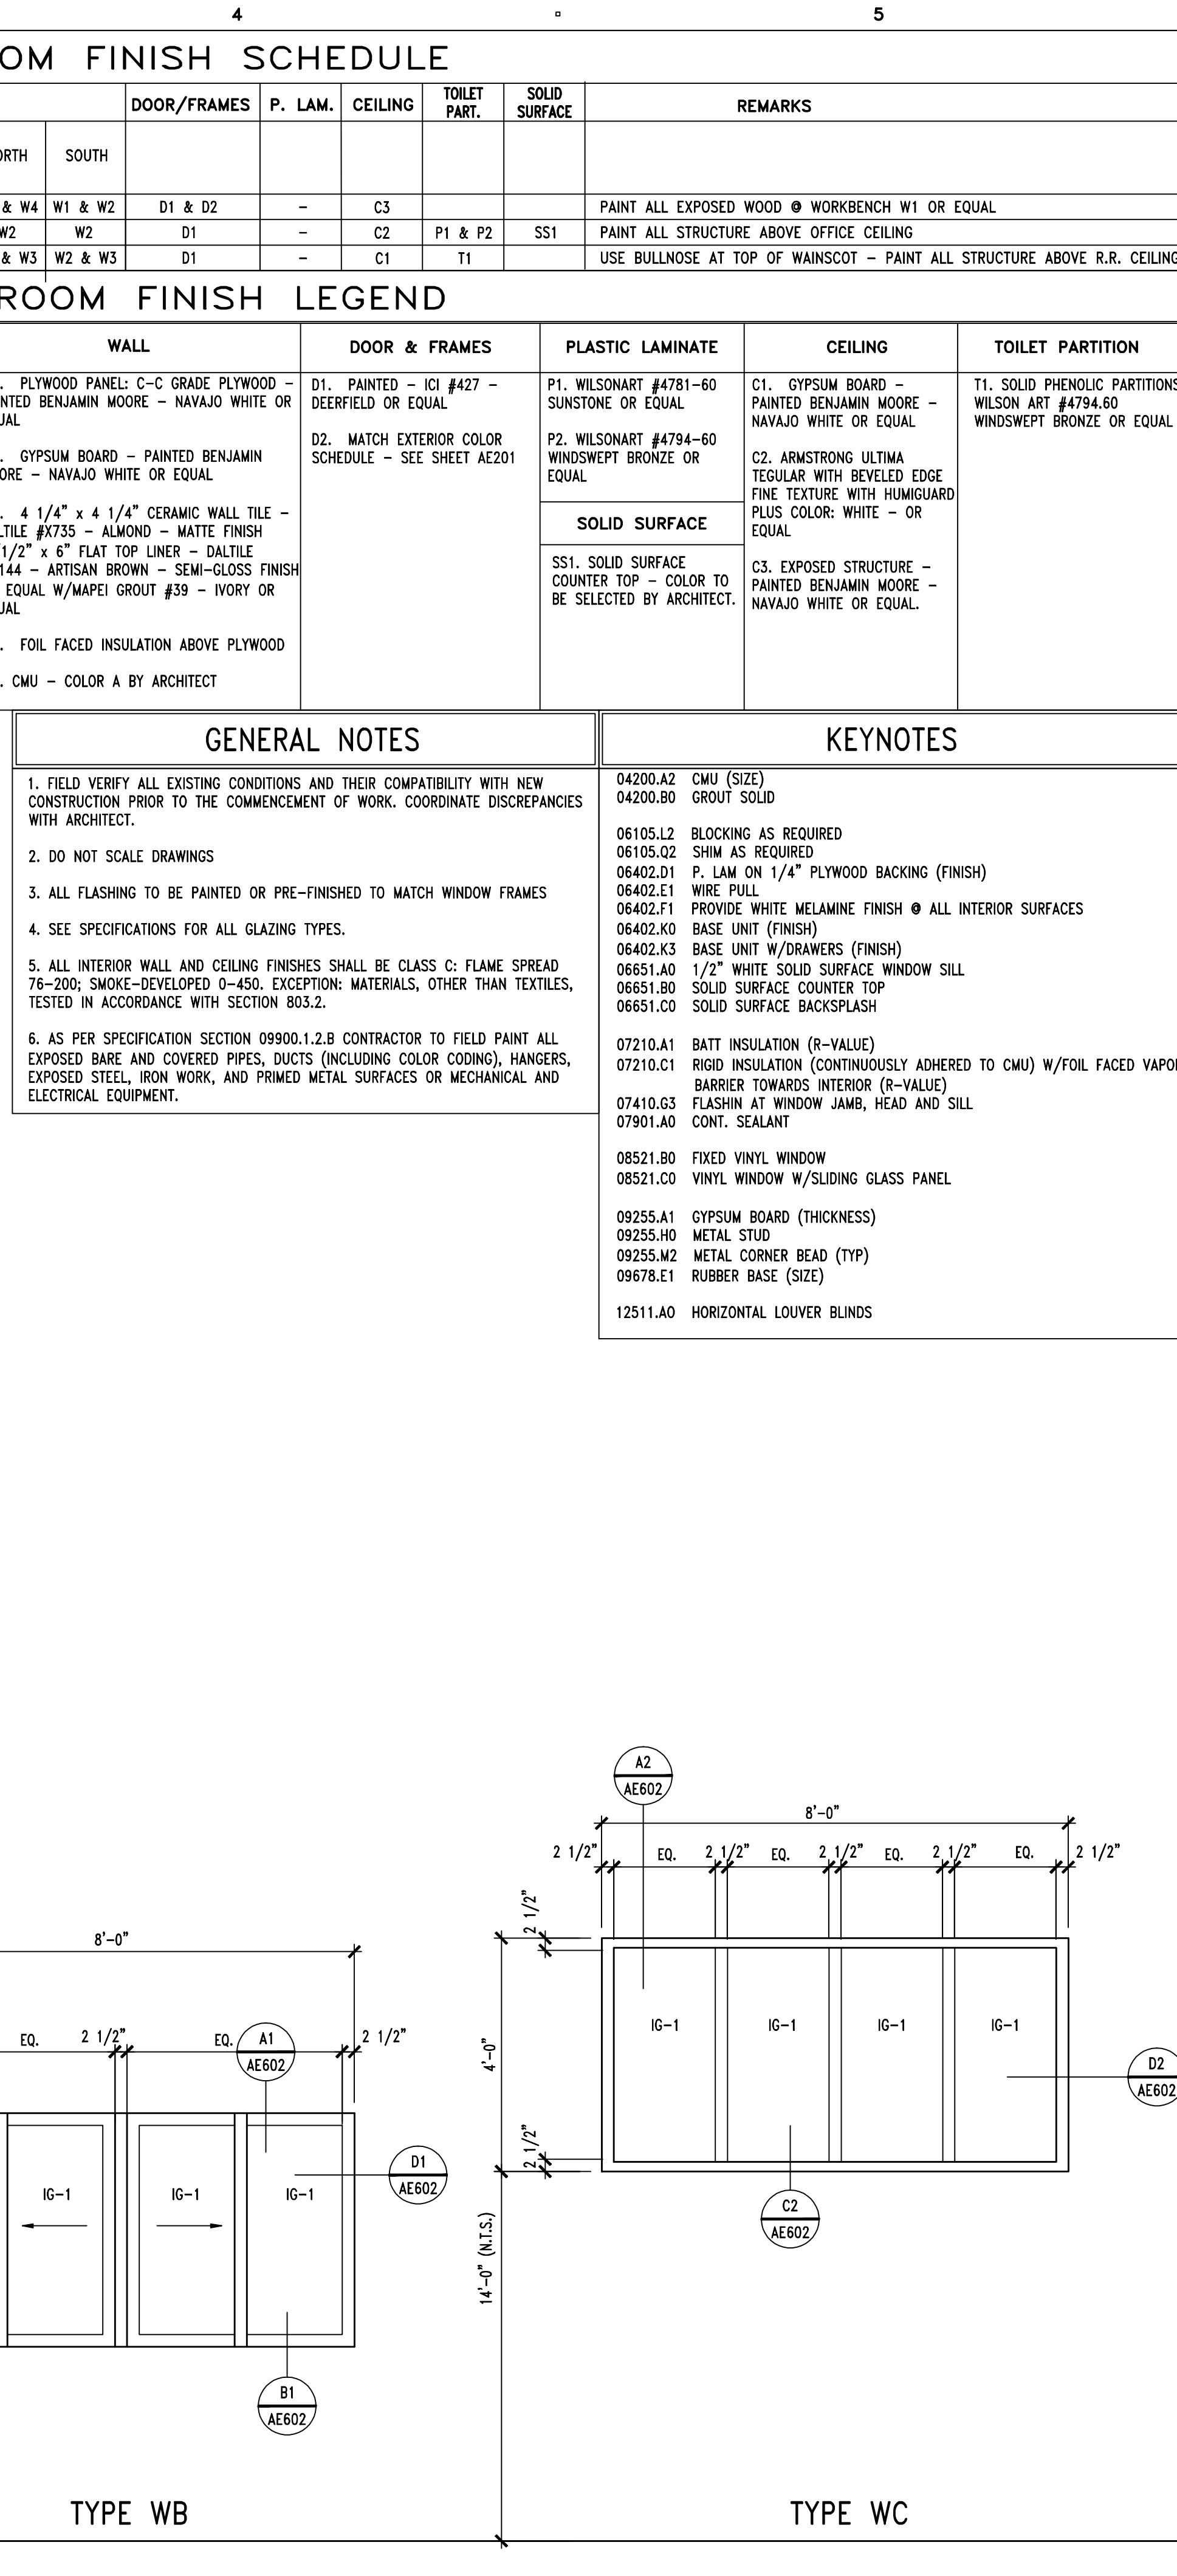 4 5
OM FINISH SCHEDULE
DOOR/FRAMES P. LAM. CEILING TOILET PART. SOLID SURFACE REMARKS
ORTH SOUTH
& W4 W1 & W2 D1 & D2 – C3 PAINT ALL EXPOSED WOOD @ WORKBENCH W1 OR EQUAL
W2 W2 D1 – C2 P1 & P2 SS1 PAINT ALL STRUCTURE ABOVE OFFICE CEILING
& W3 W2 & W3 D1 – C1 T1 USE BULLNOSE AT TOP OF WAINSCOT – PAINT ALL STRUCTURE ABOVE R.R. CEILING
ROOM FINISH LEGEND
WALL
. PLYWOOD PANEL: C–C GRADE PLYWOOD –
NTED BENJAMIN MOORE – NAVAJO WHITE OR
UAL
. GYPSUM BOARD – PAINTED BENJAMIN
ORE – NAVAJO WHITE OR EQUAL
. 4 1/4" x 4 1/4" CERAMIC WALL TILE –
LTILE #X735 – ALMOND – MATTE FINISH
1/2" x 6" FLAT TOP LINER – DALTILE
144 – ARTISAN BROWN – SEMI–GLOSS FINISH
EQUAL W/MAPEI GROUT #39 – IVORY OR
UAL
. FOIL FACED INSULATION ABOVE PLYWOOD
. CMU – COLOR A BY ARCHITECT
DOOR & FRAMES
D1. PAINTED – ICI #427 –
DEERFIELD OR EQUAL
D2. MATCH EXTERIOR COLOR
SCHEDULE – SEE SHEET AE201
PLASTIC LAMINATE
P1. WILSONART #4781–60
SUNSTONE OR EQUAL
P2. WILSONART #4794–60
WINDSWEPT BRONZE OR
EQUAL
SOLID SURFACE
SS1. SOLID SURFACE
COUNTER TOP – COLOR TO
BE SELECTED BY ARCHITECT.
CEILING
C1. GYPSUM BOARD –
PAINTED BENJAMIN MOORE –
NAVAJO WHITE OR EQUAL
C2. ARMSTRONG ULTIMA
TEGULAR WITH BEVELED EDGE
FINE TEXTURE WITH HUMIGUARD
PLUS COLOR: WHITE – OR
EQUAL
C3. EXPOSED STRUCTURE –
PAINTED BENJAMIN MOORE –
NAVAJO WHITE OR EQUAL.
TOILET PARTITION
T1. SOLID PHENOLIC PARTITIONS
WILSON ART #4794.60
WINDSWEPT BRONZE OR EQUAL
GENERAL NOTES
1. FIELD VERIFY ALL EXISTING CONDITIONS AND THEIR COMPATIBILITY WITH NEW
CONSTRUCTION PRIOR TO THE COMMENCEMENT OF WORK. COORDINATE DISCREPANCIES
WITH ARCHITECT.
2. DO NOT SCALE DRAWINGS
3. ALL FLASHING TO BE PAINTED OR PRE–FINISHED TO MATCH WINDOW FRAMES
4. SEE SPECIFICATIONS FOR ALL GLAZING TYPES.
5. ALL INTERIOR WALL AND CEILING FINISHES SHALL BE CLASS C: FLAME SPREAD
76–200; SMOKE–DEVELOPED 0–450. EXCEPTION: MATERIALS, OTHER THAN TEXTILES,
TESTED IN ACCORDANCE WITH SECTION 803.2.
6. AS PER SPECIFICATION SECTION 09900.1.2.B CONTRACTOR TO FIELD PAINT ALL
EXPOSED BARE AND COVERED PIPES, DUCTS (INCLUDING COLOR CODING), HANGERS,
EXPOSED STEEL, IRON WORK, AND PRIMED METAL SURFACES OR MECHANICAL AND
ELECTRICAL EQUIPMENT.
KEYNOTES
04200.A2 CMU (SIZE)
04200.B0 GROUT SOLID
06105.L2 BLOCKING AS REQUIRED
06105.Q2 SHIM AS REQUIRED
06402.D1 P. LAM ON 1/4" PLYWOOD BACKING (FINISH)
06402.E1 WIRE PULL
06402.F1 PROVIDE WHITE MELAMINE FINISH @ ALL INTERIOR SURFACES
06402.K0 BASE UNIT (FINISH)
06402.K3 BASE UNIT W/DRAWERS (FINISH)
06651.A0 1/2" WHITE SOLID SURFACE WINDOW SILL
06651.B0 SOLID SURFACE COUNTER TOP
06651.C0 SOLID SURFACE BACKSPLASH
07210.A1 BATT INSULATION (R–VALUE)
07210.C1 RIGID INSULATION (CONTINUOUSLY ADHERED TO CMU) W/FOIL FACED VAPO
BARRIER TOWARDS INTERIOR (R–VALUE)
07410.G3 FLASHIN AT WINDOW JAMB, HEAD AND SILL
07901.A0 CONT. SEALANT
08521.B0 FIXED VINYL WINDOW
08521.C0 VINYL WINDOW W/SLIDING GLASS PANEL
09255.A1 GYPSUM BOARD (THICKNESS)
09255.H0 METAL STUD
09255.M2 METAL CORNER BEAD (TYP)
09678.E1 RUBBER BASE (SIZE)
12511.A0 HORIZONTAL LOUVER BLINDS
8'–0"
EQ. 2 1/2" EQ. 2 1/2"
A1
AE602
D1
AE602
IG–1 IG–1 IG–1
B1
AE602
TYPE WB
A2
AE602
8'–0"
2 1/2" EQ. 2 1/2" EQ. 2 1/2" EQ. 2 1/2" EQ. 2 1/2"
2 1/2"
4'–0"
2 1/2"
14'–0" (N.T.S.)
IG–1 IG–1 IG–1 IG–1
D2
AE602
C2
AE602
TYPE WC